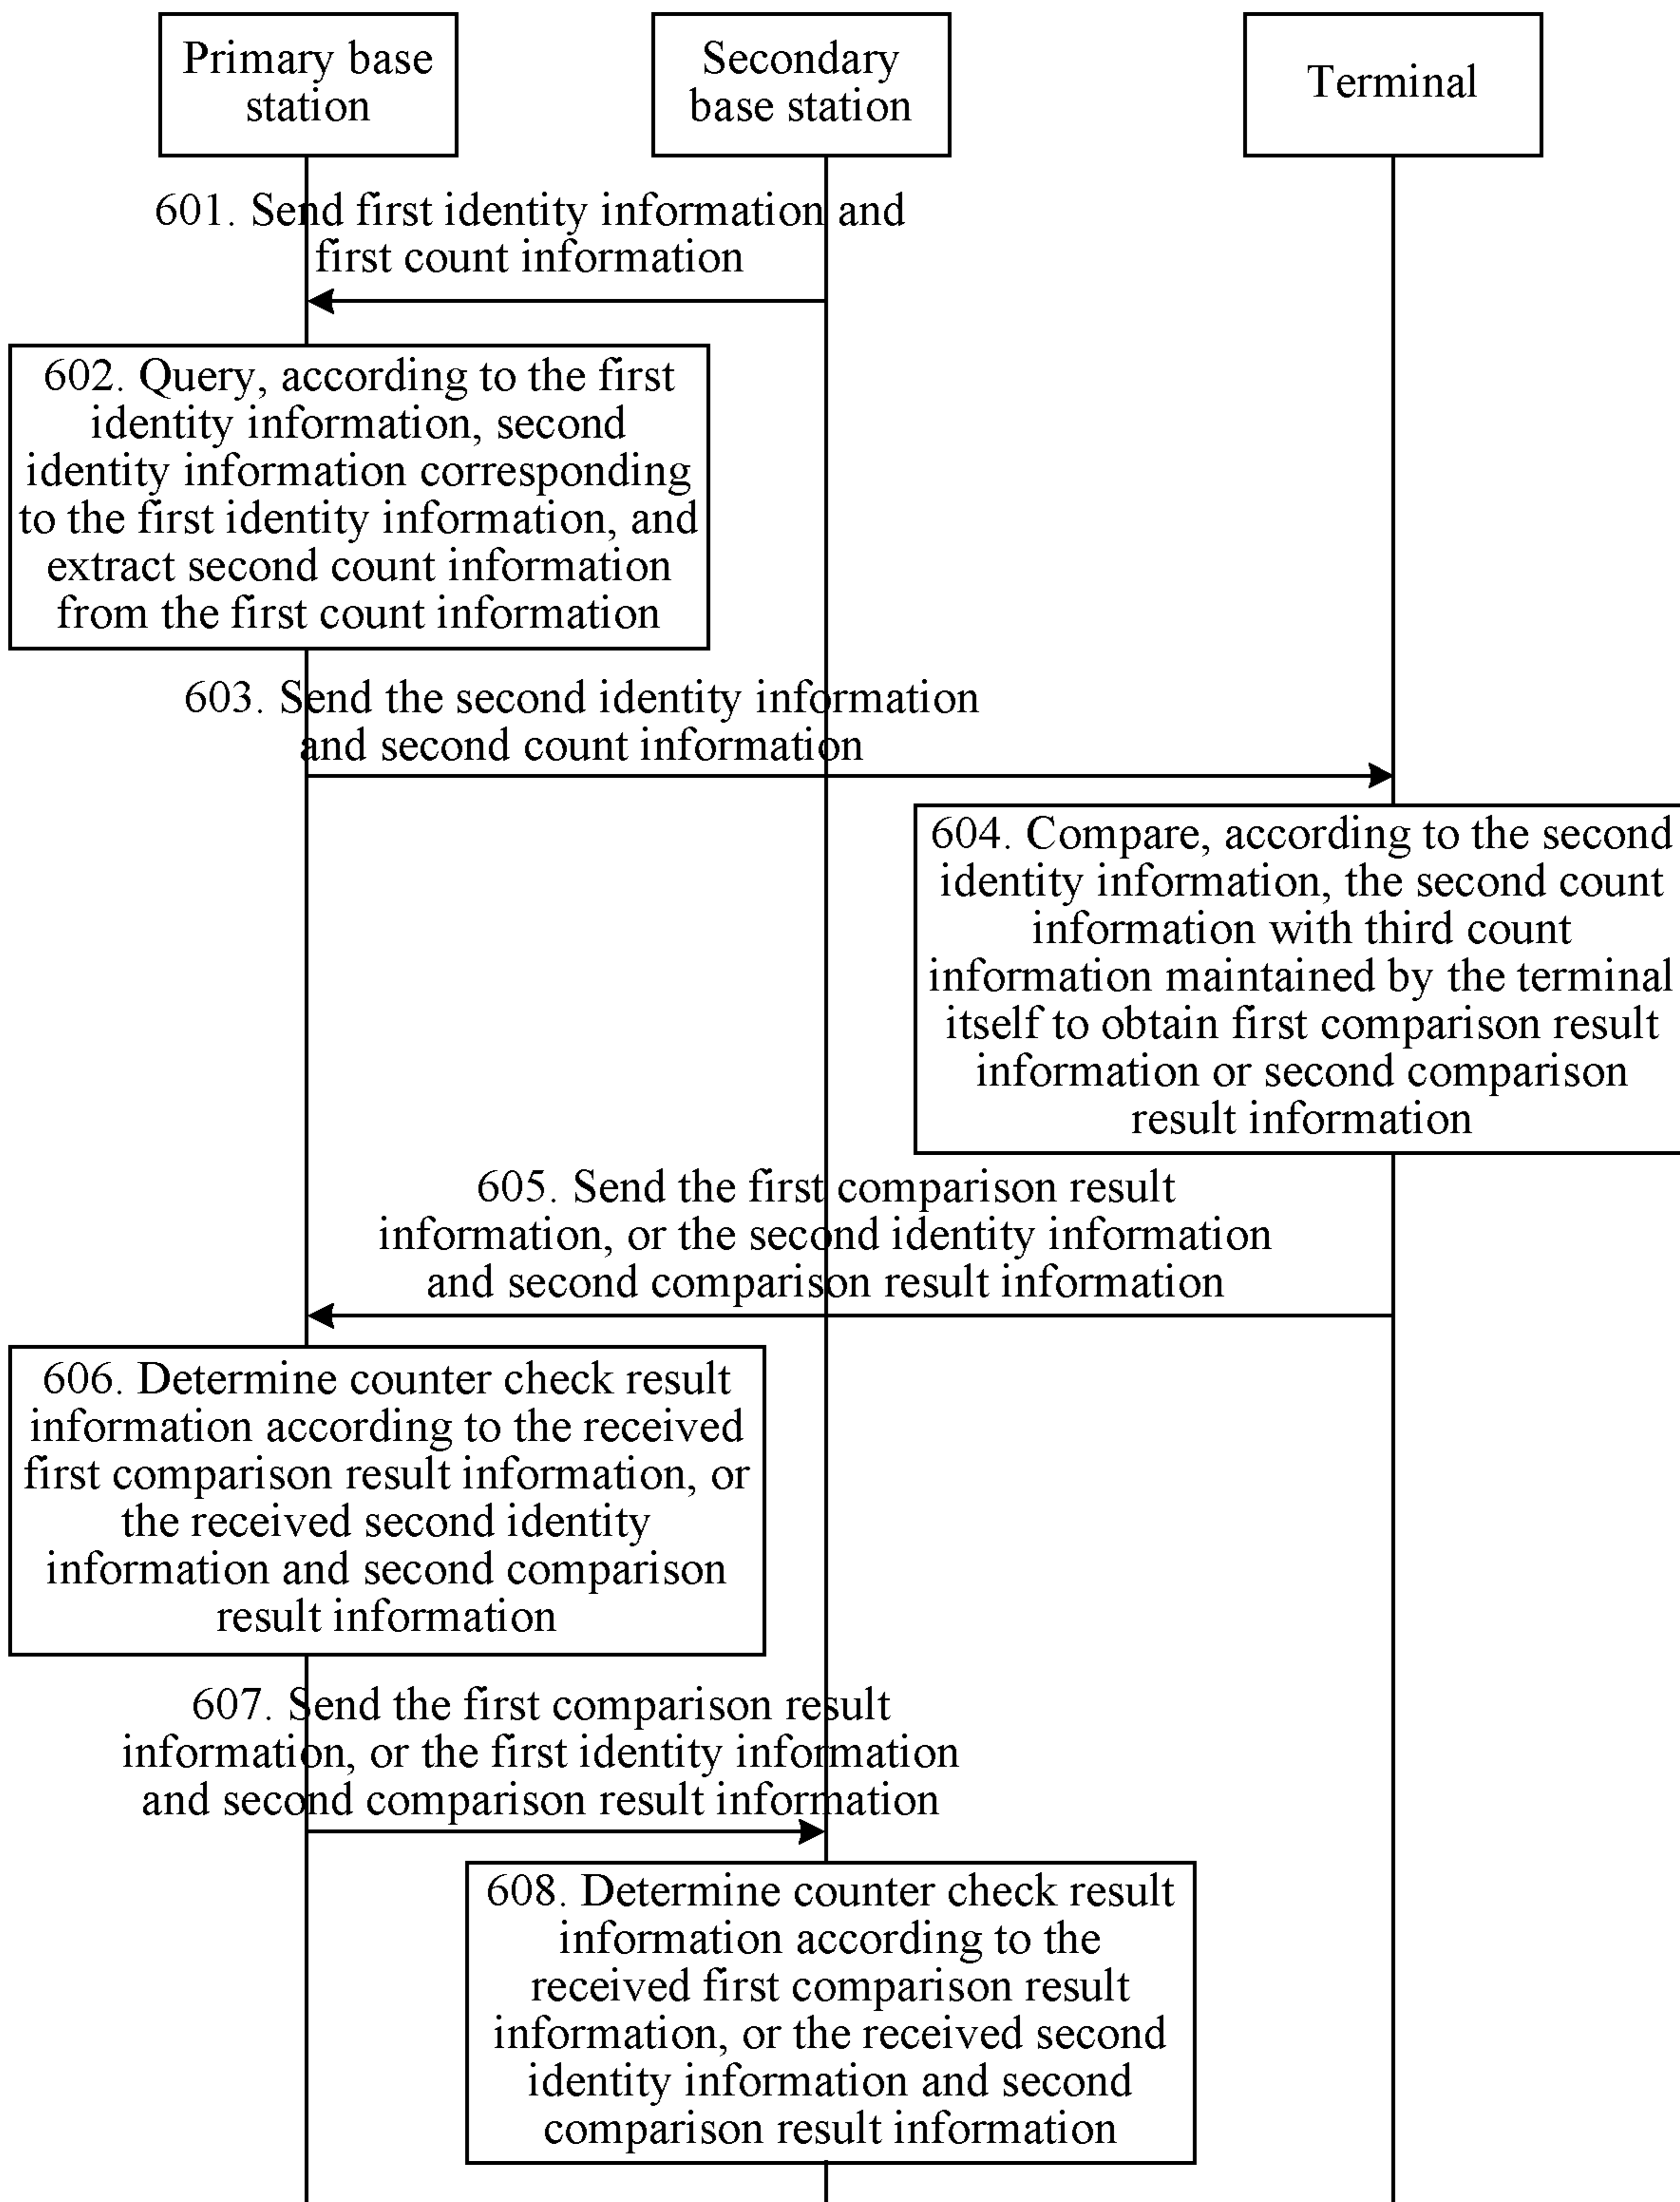 Primary base
station
Secondary
base station
Terminal
601. Send first identity information and
first count information
602. Query, according to the first
identity information, second
identity information corresponding
to the first identity information, and
extract second count information
from the first count information
603. Send the second identity information
and second count information
604. Compare, according to the second
identity information, the second count
information with third count
information maintained by the terminal
itself to obtain first comparison result
information or second comparison
result information
605. Send the first comparison result
information, or the second identity information
and second comparison result information
606. Determine counter check result
information according to the received
first comparison result information, or
the received second identity
information and second comparison
result information
607. Send the first comparison result
information, or the first identity information
and second comparison result information
608. Determine counter check result
information according to the
received first comparison result
information, or the received second
identity information and second
comparison result information